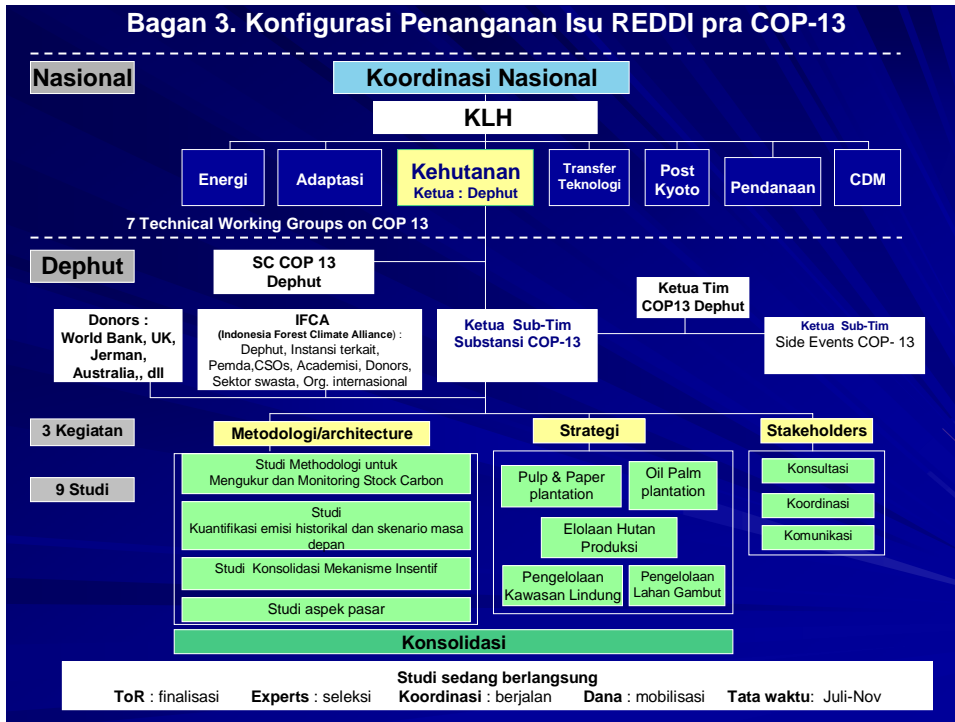 Bagan 3. Konfigurasi Penanganan Isu REDDI pra COP-13
Nasional
Koordinasi Nasional
KLH
Energi
Adaptasi
Kehutanan
Ketua : Dephut
Transfer
Teknologi
Post
Kyoto
Pendanaan
CDM
7 Technical Working Groups on COP 13
Dephut
SC COP 13
Dephut
Ketua Tim
COP13 Dephut
Donors :
World Bank, UK,
Jerman,
Australia,, dll
IFCA
(Indonesia Forest Climate Alliance) :
Dephut, Instansi terkait,
Pemda,CSOs, Academisi, Donors,
Sektor swasta, Org. internasional
Ketua Sub-Tim
Substansi COP-13
Ketua Sub-Tim
Side Events COP- 13
3 Kegiatan
Metodologi/architecture
Strategi
Stakeholders
9 Studi
Studi Methodologi untuk
Mengukur dan Monitoring Stock Carbon
Studi
Kuantifikasi emisi historikal dan skenario masa
depan
Studi Konsolidasi Mekanisme Insentif
Studi aspek pasar
Pulp & Paper
plantation
Oil Palm
plantation
Elolaan Hutan
Produksi
Pengelolaan
Kawasan Lindung
Pengelolaan
Lahan Gambut
Konsultasi
Koordinasi
Komunikasi
Konsolidasi
Studi sedang berlangsung
ToR : finalisasi Experts : seleksi Koordinasi : berjalan Dana : mobilisasi Tata waktu: Juli-Nov